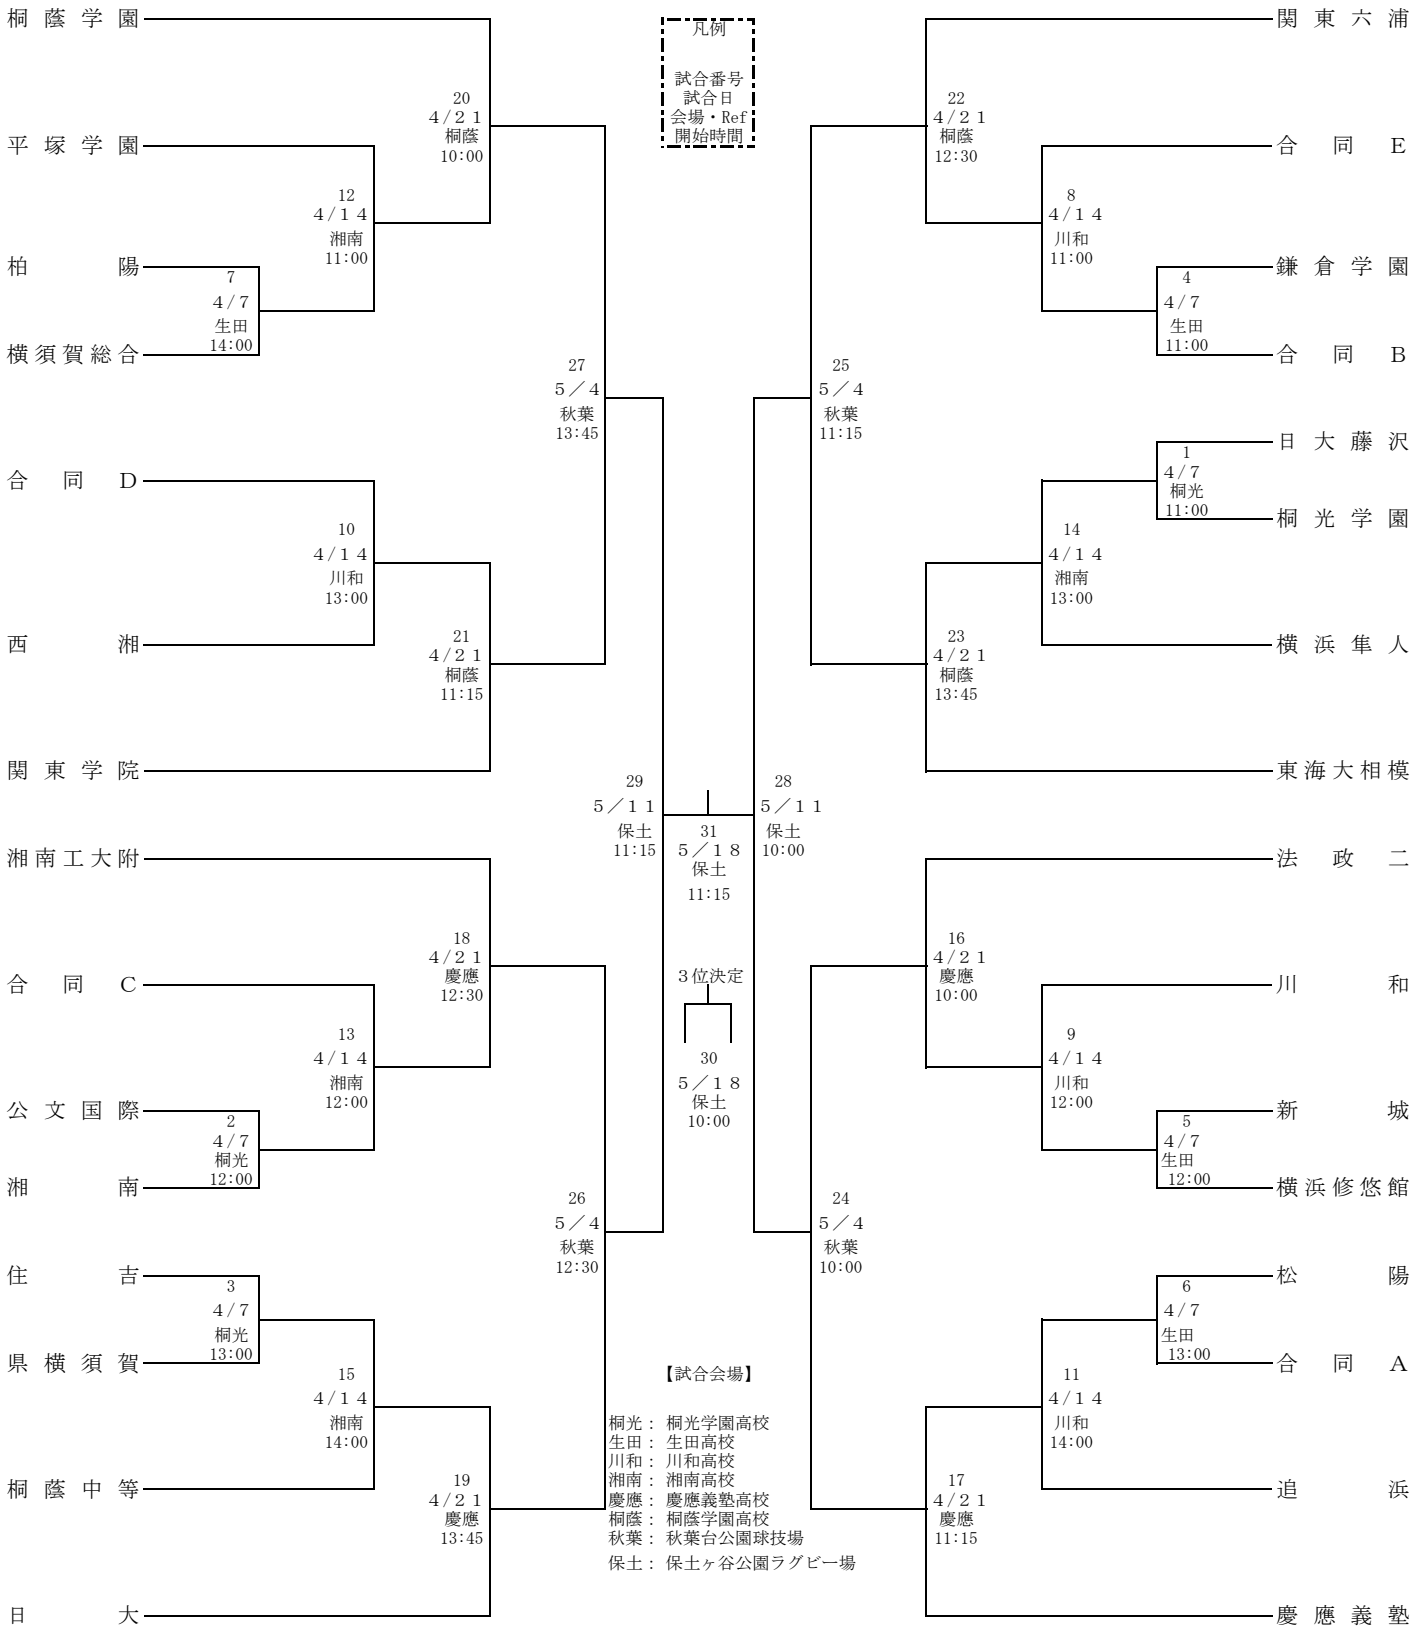 桐蔭学園
関東六浦
凡例
試合番号
試合日
会場・Ref
開始時間
20
4/21
桐蔭
10:00
22
4/21
桐蔭
12:30
平塚学園
合同E
12
4/14
湘南
11:00
8
4/14
川和
11:00
柏陽
鎌倉学園
7
4/7
生田
14:00
4
4/7
生田
11:00
横須賀総合
合同B
27
5/4
秋葉
13:45
25
5/4
秋葉
11:15
日大藤沢
1
4/7
桐光
11:00
合同D
桐光学園
10
4/14
川和
13:00
14
4/14
湘南
13:00
西湘
横浜隼人
21
4/21
桐蔭
11:15
23
4/21
桐蔭
13:45
関東学院
東海大相模
29
5/11
保土
11:15
28
5/11
保土
10:00
31
5/18
保土
11:15
湘南工大附
法政二
18
4/21
慶應
12:30
16
4/21
慶應
10:00
3位決定
合同C
川和
13
4/14
湘南
12:00
9
4/14
川和
12:00
30
5/18
保土
10:00
公文国際
新城
2
4/7
桐光
12:00
5
4/7
生田
12:00
湘南
横浜修悠館
26
5/4
秋葉
12:30
24
5/4
秋葉
10:00
住吉
松陽
3
4/7
桐光
13:00
6
4/7
生田
13:00
県横須賀
合同A
15
4/14
湘南
14:00
11
4/14
川和
14:00
【試合会場】
桐光： 桐光学園高校
生田： 生田高校
川和： 川和高校
湘南： 湘南高校
慶應： 慶應義塾高校
桐蔭： 桐蔭学園高校
秋葉： 秋葉台公園球技場
保土： 保土ヶ谷公園ラグビー場
桐蔭中等
追浜
19
4/21
慶應
13:45
17
4/21
慶應
11:15
日大
慶應義塾